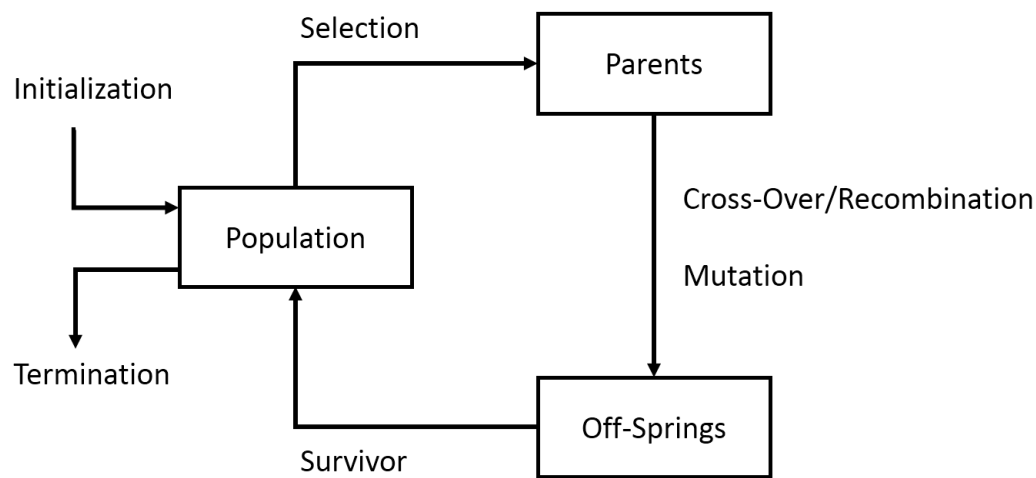 Selection
Parents
Initialization
Cross-Over/Recombination
Population
Mutation
Termination
Off-Springs
Survivor